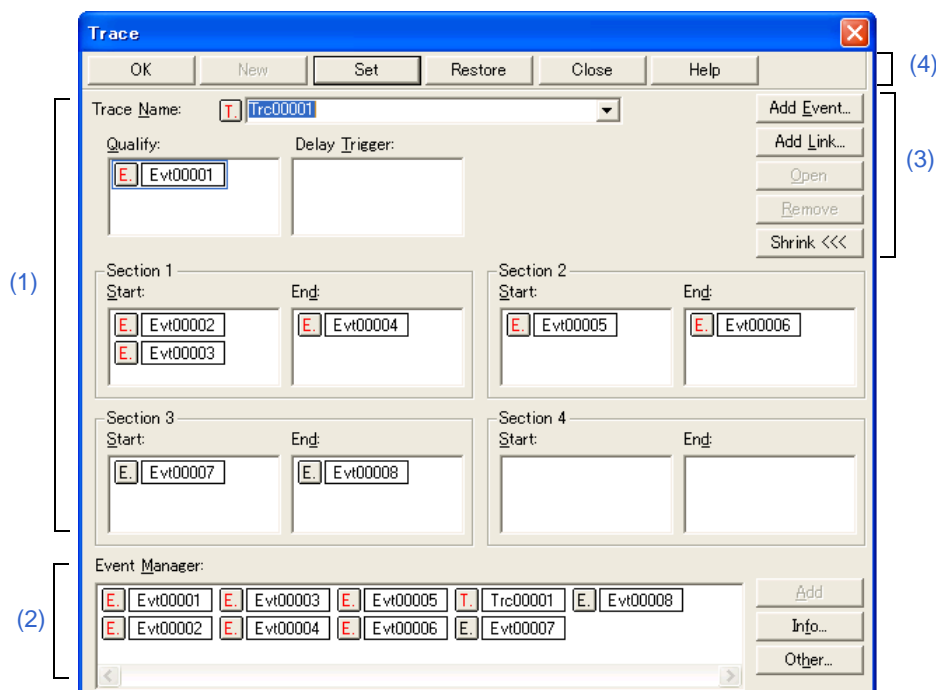 Trace
OK New Set Restore Close Help
(4)
Trace Name: T. Trc00001
Add Event...
Qualify: Delay Trigger:
Add Link...
E. Evt00001
Open
(3)
Remove
Shrink <<<
(1)
Section 1
Start: End:
E. Evt00002 E. Evt00004
E. Evt00003
Section 2
Start: End:
E. Evt00005 E. Evt00006
Section 3
Start: End:
E. Evt00007 E. Evt00008
Section 4
Start: End:
Event Manager:
(2)
E. Evt00001 E. Evt00003 E. Evt00005 T. Trc00001 E. Evt00008
E. Evt00002 E. Evt00004 E. Evt00006 E. Evt00007
Add
Info...
Other...